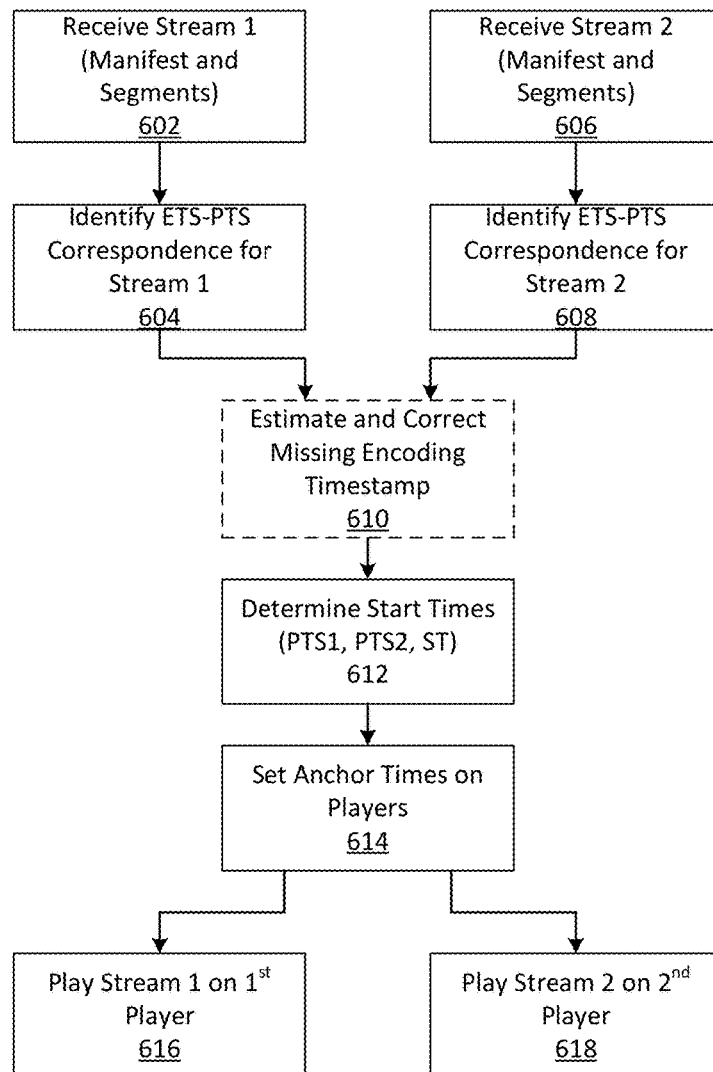 Receive Stream 1
(Manifest and
Segments)
602
Receive Stream 2
(Manifest and
Segments)
606
Identify ETS-PTS
Correspondence for
Stream 1
604
Identify ETS-PTS
Correspondence for
Stream 2
608
Estimate and Correct
Missing Encoding
Timestamp
610
Determine Start Times
(PTS1, PTS2, ST)
612
Set Anchor Times on
Players
614
Play Stream 1 on 1st
Player
616
Play Stream 2 on 2nd
Player
618